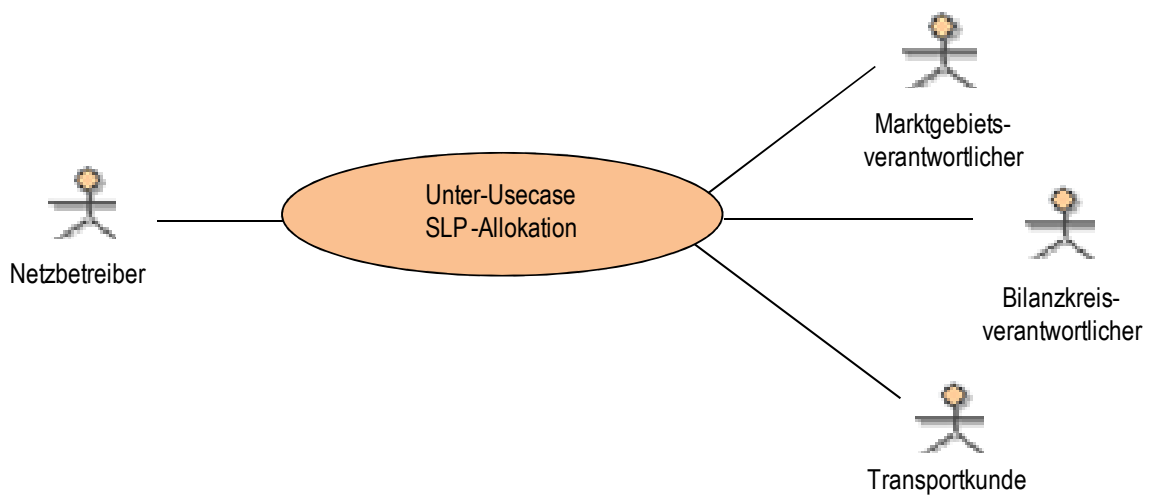 Marktgebiets-
verantwortlicher
Unter-Usecase
SLP-Allokation
Netzbetreiber
Bilanzkreis-
verantwortlicher
Transportkunde